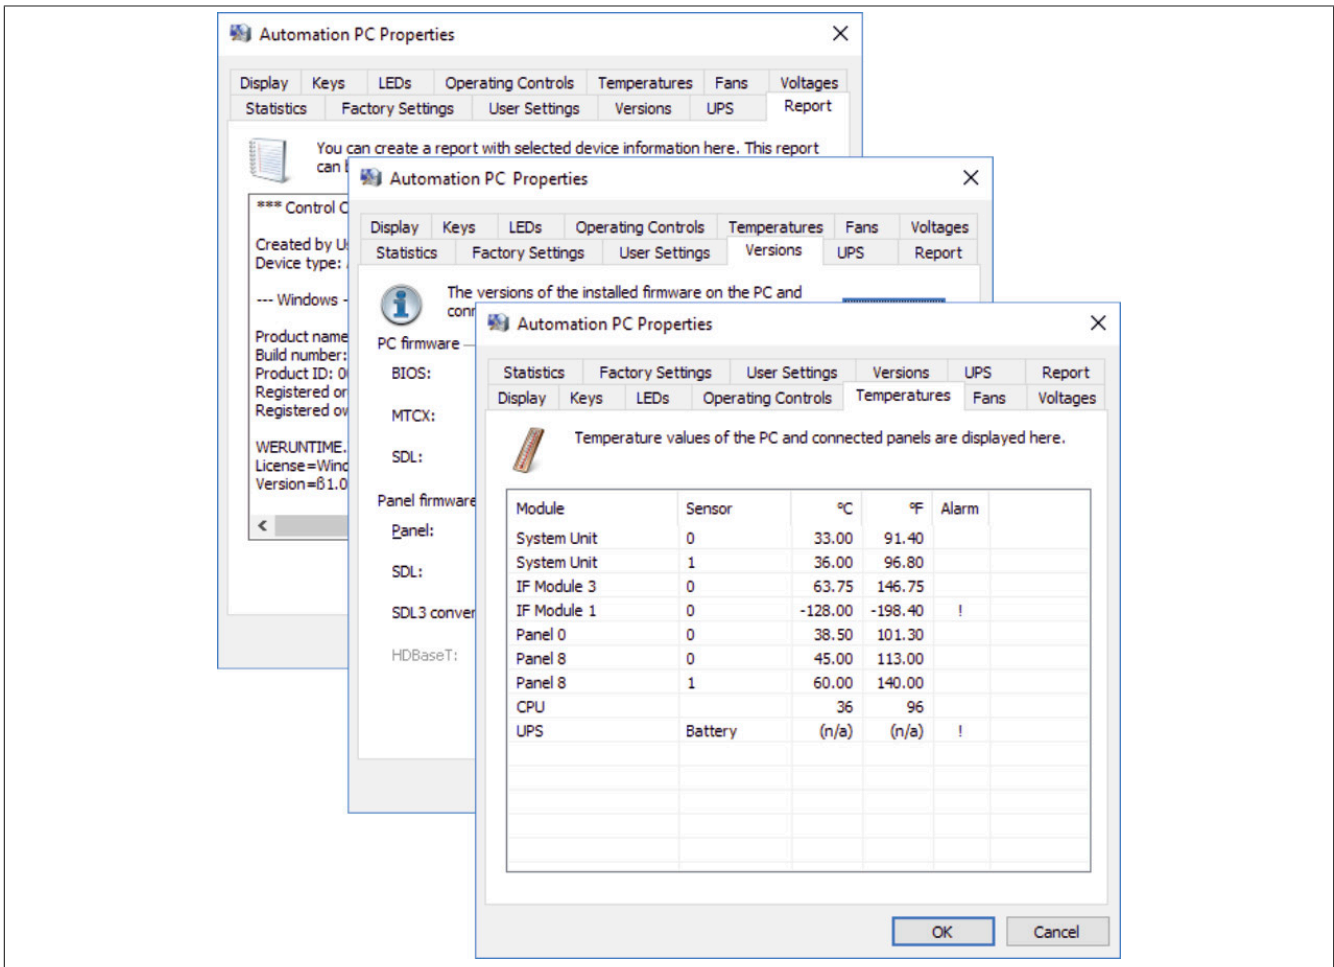 Automation PC Properties
Display Keys LEDs Operating Controls Temperatures Fans Voltages
Statistics Factory Settings User Settings Versions UPS Report
You can create a report with selected device information here. This report
can
*** Control
Created by
Device type:
--- Windows -
Product name
Build number:
Product ID:
Registered or
Registered
WERUNTIME.
License=Wind
Version=ß1.0
Automation PC Properties
Display Keys LEDs Operating Controls Temperatures Fans Voltages
Statistics Factory Settings User Settings Versions UPS Report
The versions of the installed firmware on the PC and
conn
PC firmware
BIOS:
MTCX:
SDL:
Panel firmware
Panel:
SDL:
SDL3 conver
HDBaseT:
Automation PC Properties
Statistics Factory Settings User Settings Versions UPS Report
Display Keys LEDs Operating Controls Temperatures Fans Voltages
Temperature values of the PC and connected panels are displayed here.
Module Sensor °C °F Alarm
System Unit 0 33.00 91.40
System Unit 1 36.00 96.80
IF Module 3 0 63.75 146.75
IF Module 1 0 -128.00 -198.40 !
Panel 0 0 38.50 101.30
Panel 8 0 45.00 113.00
Panel 8 1 60.00 140.00
CPU 36 96
UPS Battery (n/a) (n/a) !
OK Cancel